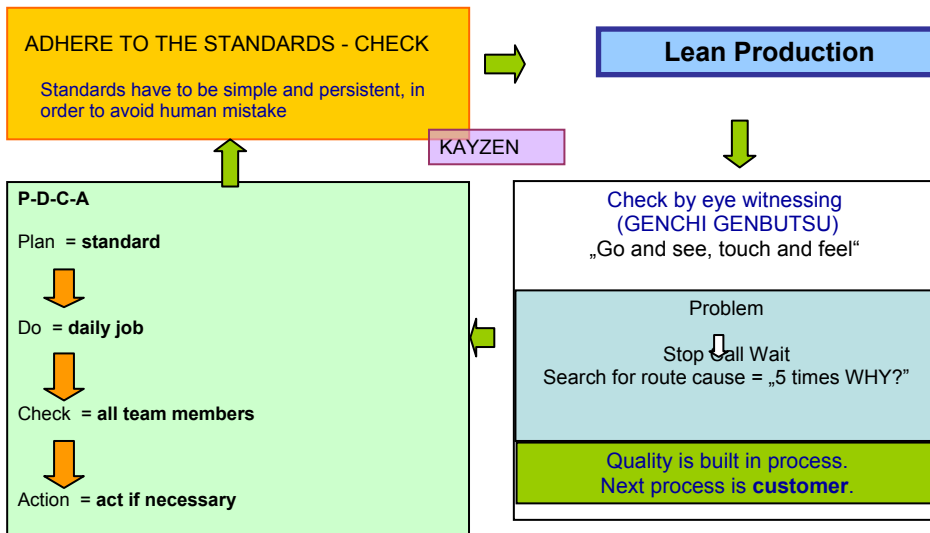 ADHERE TO THE STANDARDS - CHECK
Standards have to be simple and persistent, in
order to avoid human mistake
Lean Production
KAYZEN
P-D-C-A
Plan = standard
Do = daily job
Check = all team members
Action = act if necessary
Check by eye witnessing
(GENCHI GENBUTSU)
„Go and see, touch and feel“
Problem
Stop Call Wait
Search for route cause = „5 times WHY?”
Quality is built in process.
Next process is customer.